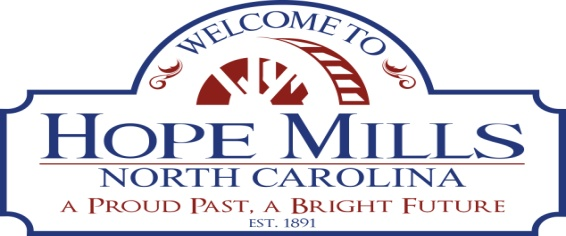 WELCOME TO
HOPE MILLS
NORTH CAROLINA
A PROUD PAST, A BRIGHT FUTURE
EST. 1891